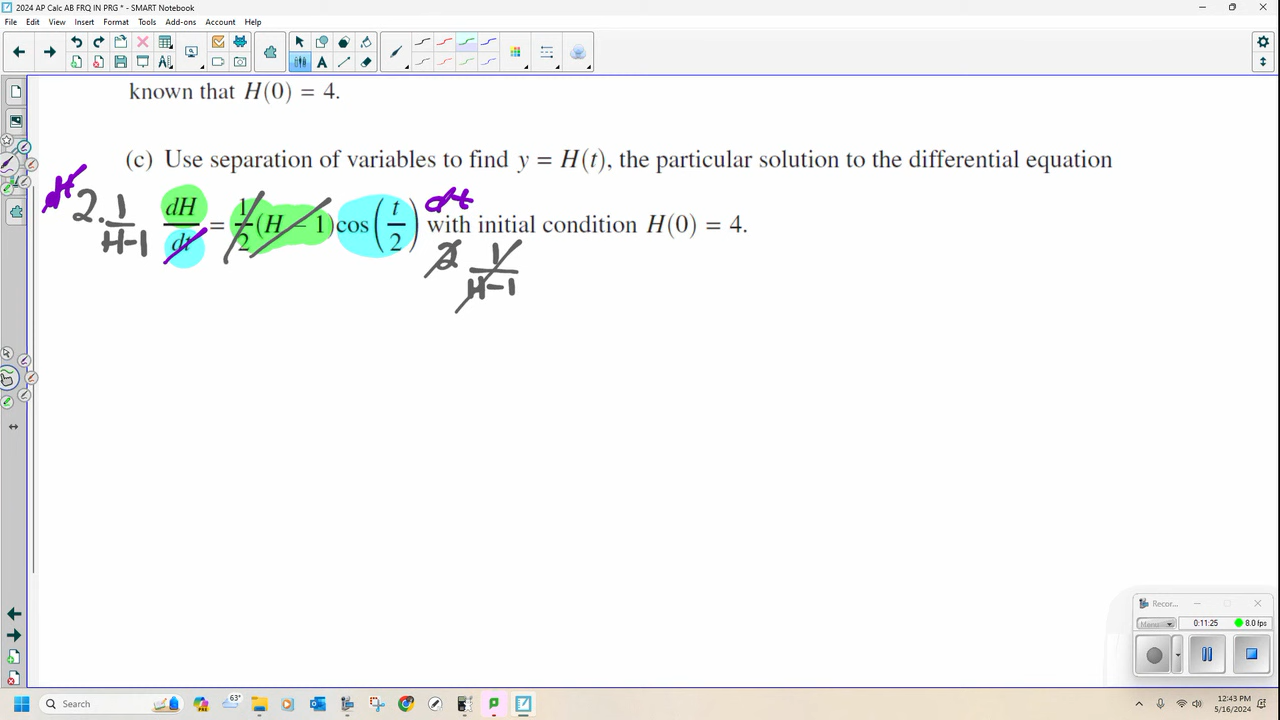 2024 AP Calc AB FRQ IN PRG * - SMART Notebook
File Edit View Insert Format Tools Add-ons Account Help
known that H(0) = 4.
(c) Use separation of variables to find y = H(t), the particular solution to the differential equation
dt 2. 1/H-1 dH/dt = 1/2 (H − 1) cos(t/2) dt with initial condition H(0) = 4.
2 1/H-1
Recor...
Menu 0:11:25 8.0 fps
Search
63°
12:43 PM
5/16/2024